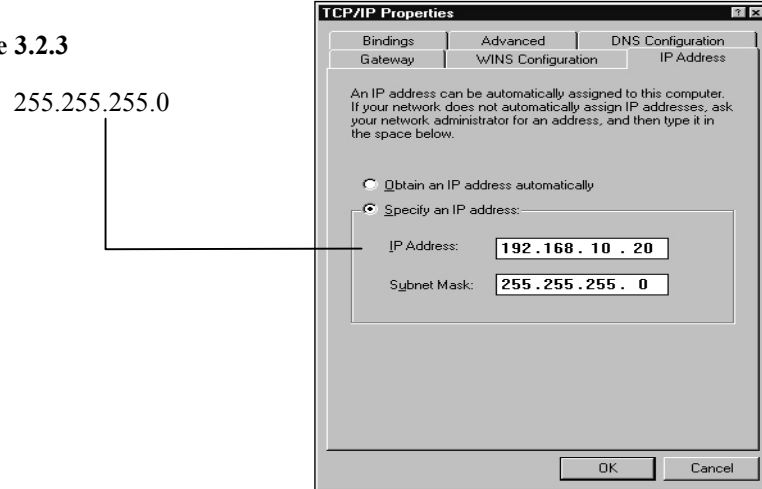 TCP/IP Properties
e 3.2.3
Bindings Advanced DNS Configuration
Gateway WINS Configuration IP Address
255.255.255.0
An IP address can be automatically assigned to this computer.
If your network does not automatically assign IP addresses, ask
your network administrator for an address, and then type it in
the space below.
Obtain an IP address automatically
Specify an IP address:
IP Address: 192.168. 10 . 20
Subnet Mask: 255.255.255. 0
OK Cancel